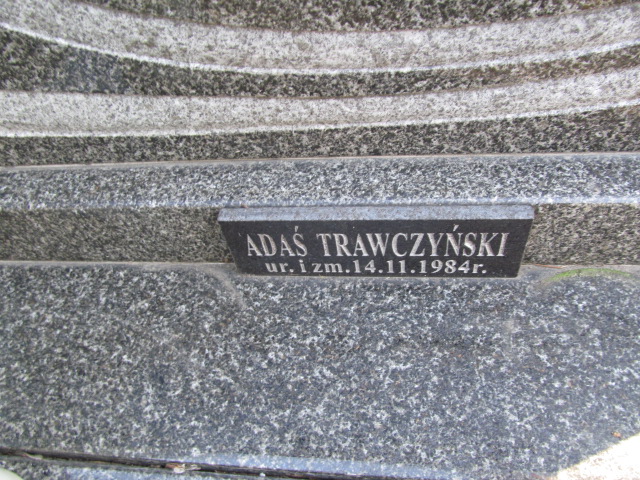 ADAŚ TRAWCZYŃSKI
ur. i zm. 14.11.1984r.